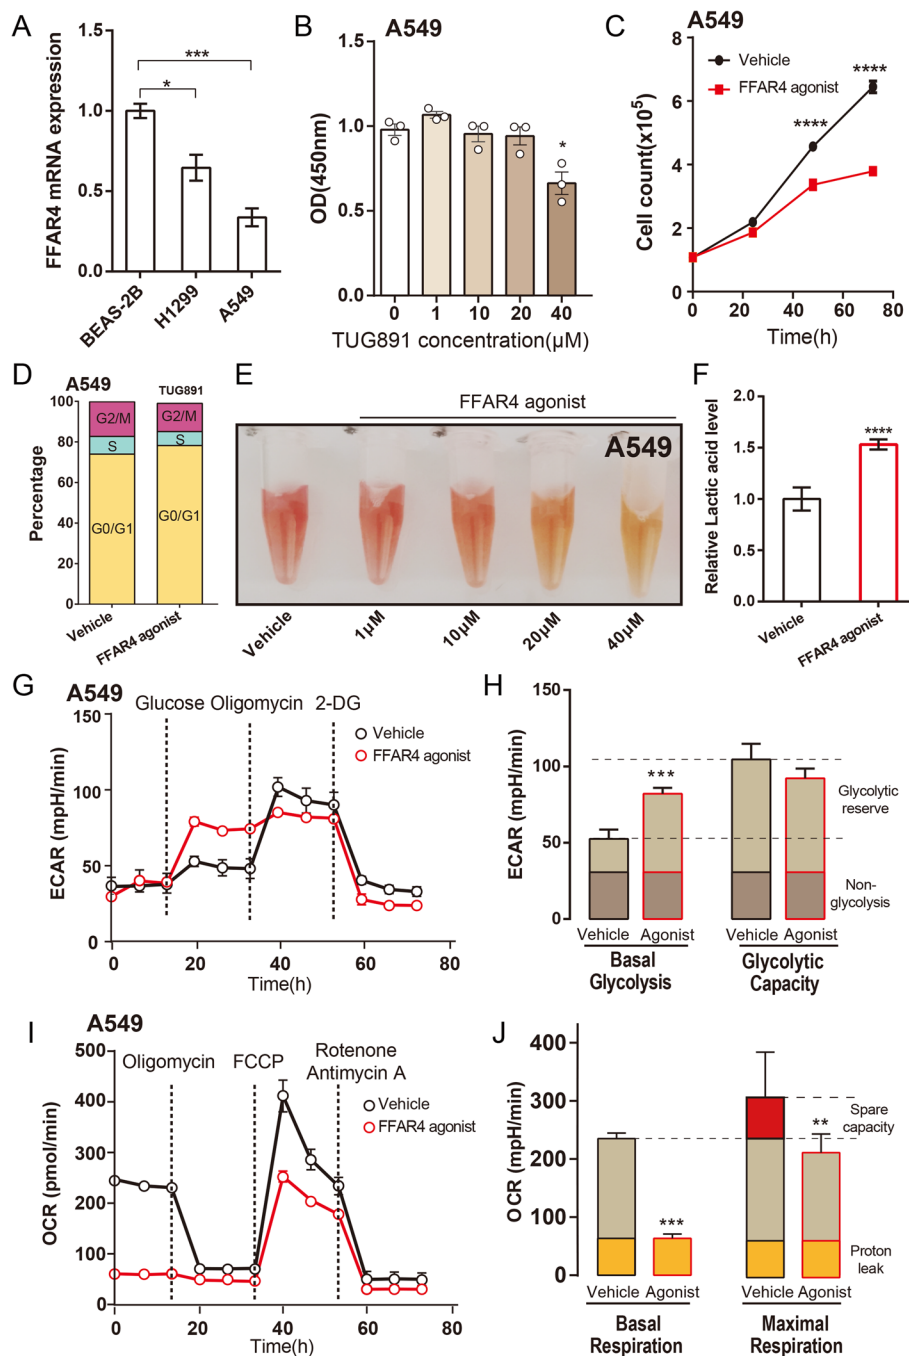 A
FFAR4 mRNA expression
1.5
1.0
0.5
0.0
***
*
BEAS-2B
H1299
A549
B
A549
OD(450nm)
1.5
1.0
0.5
0.0
*
0 1 10 20 40
TUG891 concentration(µM)
C
A549
Vehicle
FFAR4 agonist
Cell count(x10⁵)
8
6
4
2
0
****
****
0 20 40 60 80
Time(h)
D
A549
TUG891
Percentage
100
80
60
40
20
0
G2/M
S
G0/G1
G2/M
S
G0/G1
Vehicle
FFAR4 agonist
E
FFAR4 agonist
A549
Vehicle
1µM
10µM
20µM
40µM
F
Relative Lactic acid level
2.0
1.5
1.0
1.5
0.0
****
Vehicle
FFAR4 agonist
G
A549
Glucose Oligomycin 2-DG
Vehicle
FFAR4 agonist
ECAR (mpH/min)
150
100
50
0
0 20 40 60 80
Time(h)
H
ECAR (mpH/min)
150
100
50
0
***
Glycolytic
reserve
Non-
glycolysis
Vehicle Agonist Vehicle Agonist
Basal
Glycolysis
Glycolytic
Capacity
I
A549
Oligomycin FCCP Rotenone
Antimycin A
Vehicle
FFAR4 agonist
OCR (pmol/min)
500
400
300
200
100
0
0 20 40 60 80
Time(h)
J
OCR (mpH/min)
400
300
200
100
0
***
**
Spare
capacity
Proton
leak
Vehicle Agonist Vehicle Agonist
Basal
Respiration
Maximal
Respiration